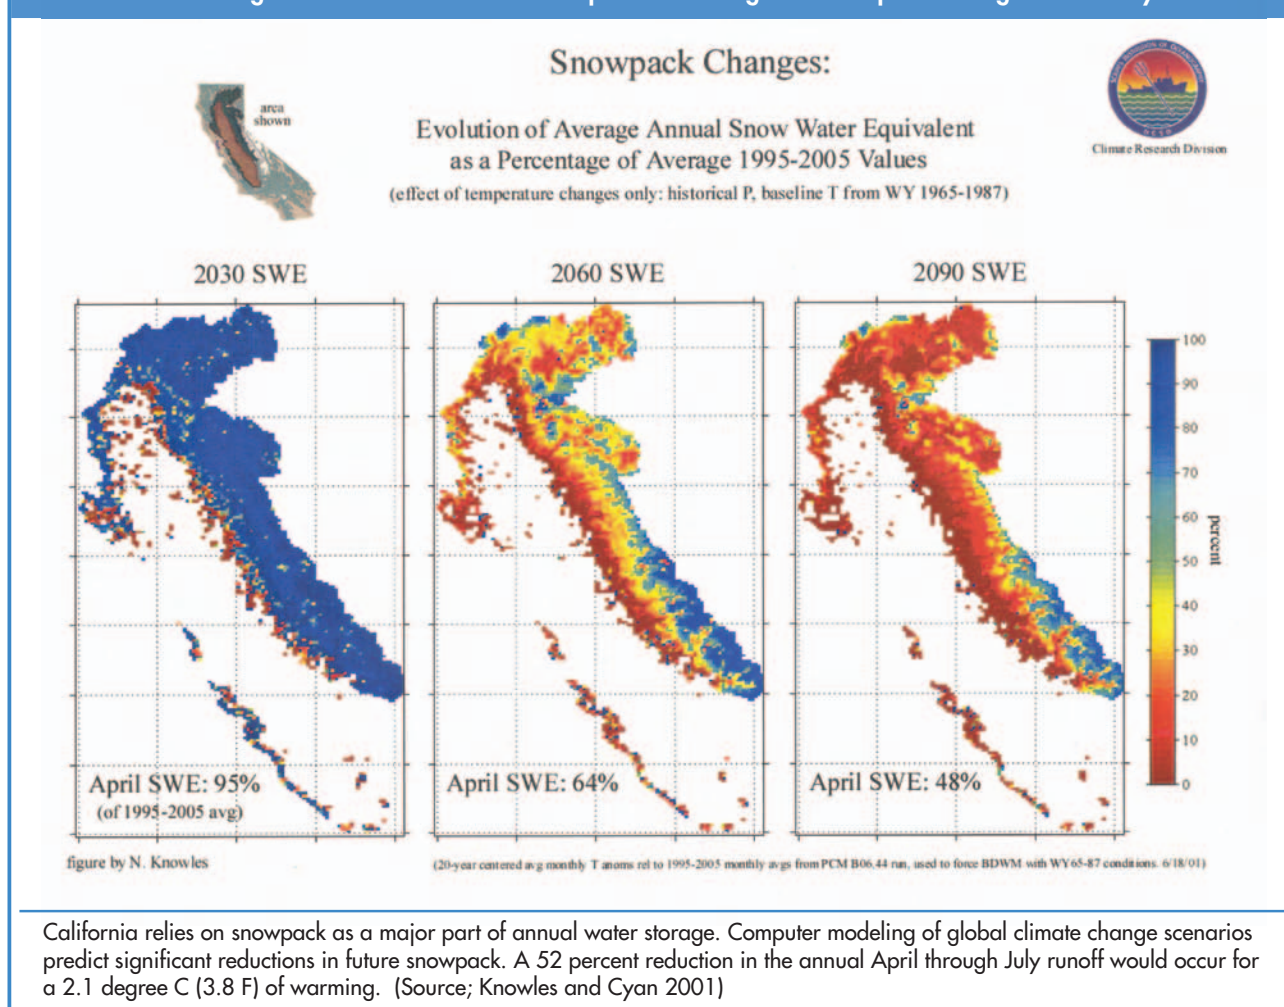 Snowpack Changes:
area
shown
Evolution of Average Annual Snow Water Equivalent
as a Percentage of Average 1995-2005 Values
(effect of temperature changes only: historical P, baseline T from WY 1965-1987)
Climate Research Division
2030 SWE
2060 SWE
2090 SWE
100
90
80
70
60
50
40
30
20
10
0
percent
April SWE: 95%
(of 1995-2005 avg)
April SWE: 64%
April SWE: 48%
figure by N. Knowles
(20-year centered avg monthly T anoms rel to 1995-2005 monthly avgs from PCM B06.44 run, used to force BDWM with WY65-87 conditions. 6/18/01)
California relies on snowpack as a major part of annual water storage. Computer modeling of global climate change scenarios
predict significant reductions in future snowpack. A 52 percent reduction in the annual April through July runoff would occur for
a 2.1 degree C (3.8 F) of warming. (Source; Knowles and Cyan 2001)